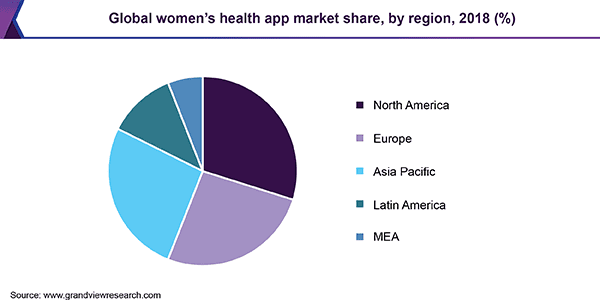 Global women’s health app market share, by region, 2018 (%)
North America
Europe
Asia Pacific
Latin America
MEA
Source: www.grandviewresearch.com